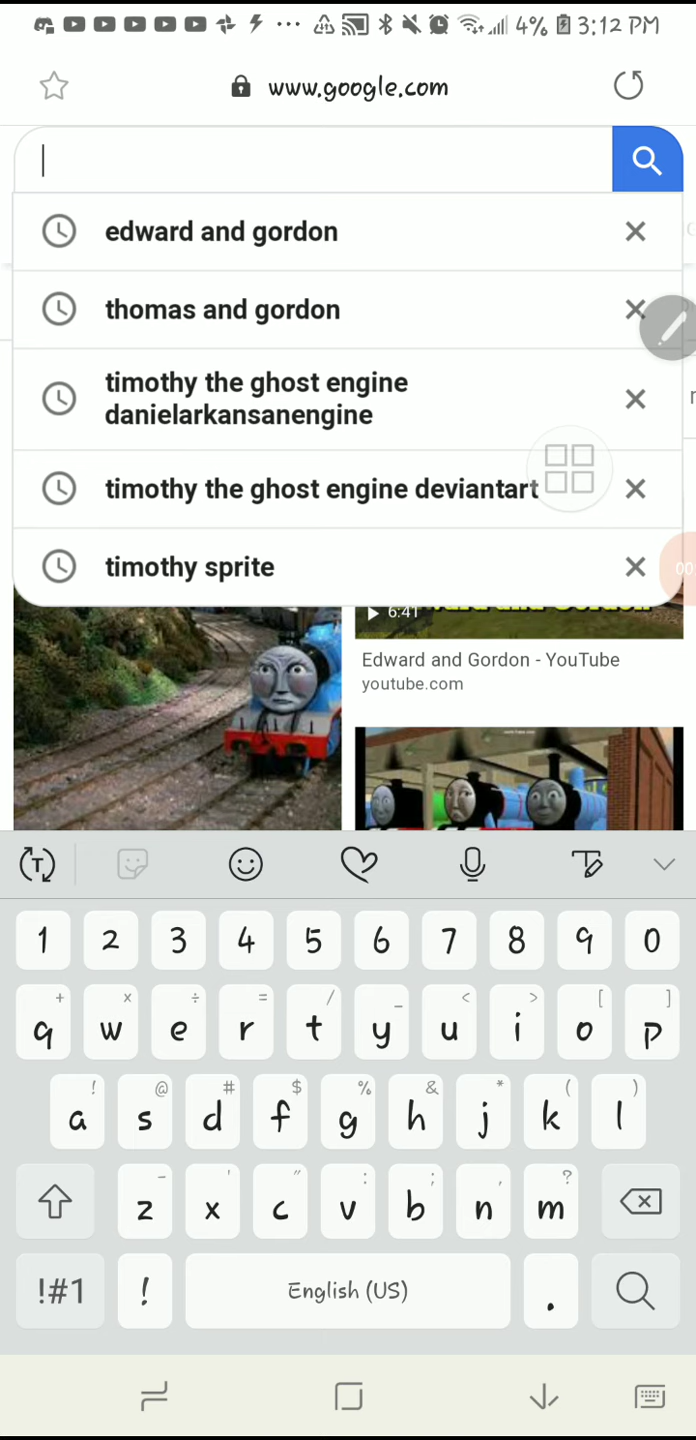 4% 3:12 PM
www.google.com
edward and gordon
thomas and gordon
timothy the ghost engine
danielarkansanengine
timothy the ghost engine deviantart
timothy sprite
6:41
Edward and Gordon - YouTube
youtube.com
T
1 2 3 4 5 6 7 8 9 0
+ × ÷ = / _ < > [ ]
q w e r t y u i o p
! @ # $ % & * ( )
a s d f g h j k l
- ' " : ; , ?
z x c v b n m
!#1 ! English (US) .